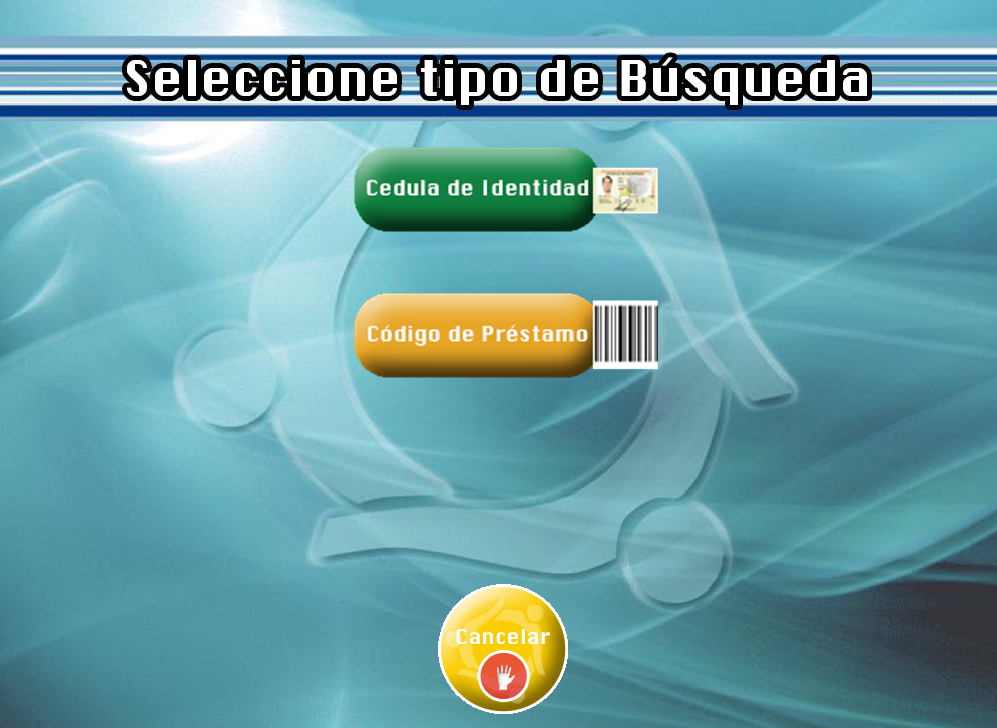 Seleccione tipo de Búsqueda
Cedula de Identidad
Código de Préstamo
Cancelar